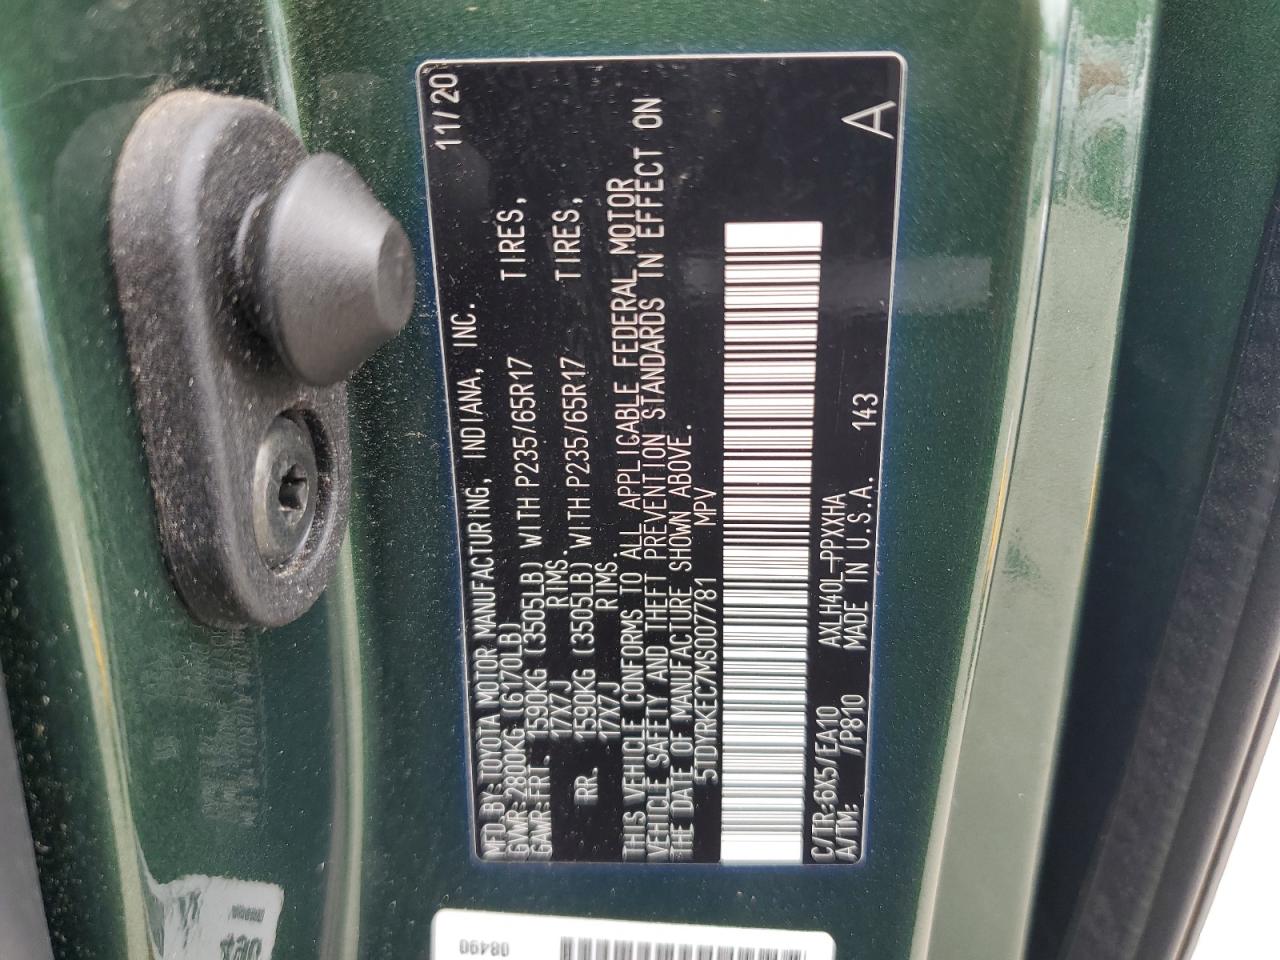 11/20
MFD.BY:TOYOTA MOTOR MANUFACTURING, INDIANA, INC.
GVWR:2800KG (6170LB)
GAWR:FRT. 1590KG (3505LB) WITH P235/65R17 TIRES,
17X7J RIMS.
RR. 1590KG (3505LB) WITH P235/65R17 TIRES,
17X7J RIMS.
THIS VEHICLE CONFORMS TO ALL APPLICABLE FEDERAL MOTOR
VEHICLE SAFETY AND THEFT PREVENTION STANDARDS IN EFFECT ON
THE DATE OF MANUFACTURE SHOWN ABOVE.
5TDYRKEC7MS007781 MPV
C/TR:6X5/EA10 AXLH40L-PPXXHA
A/TM: /P810 MADE IN U.S.A. 143
A
08490